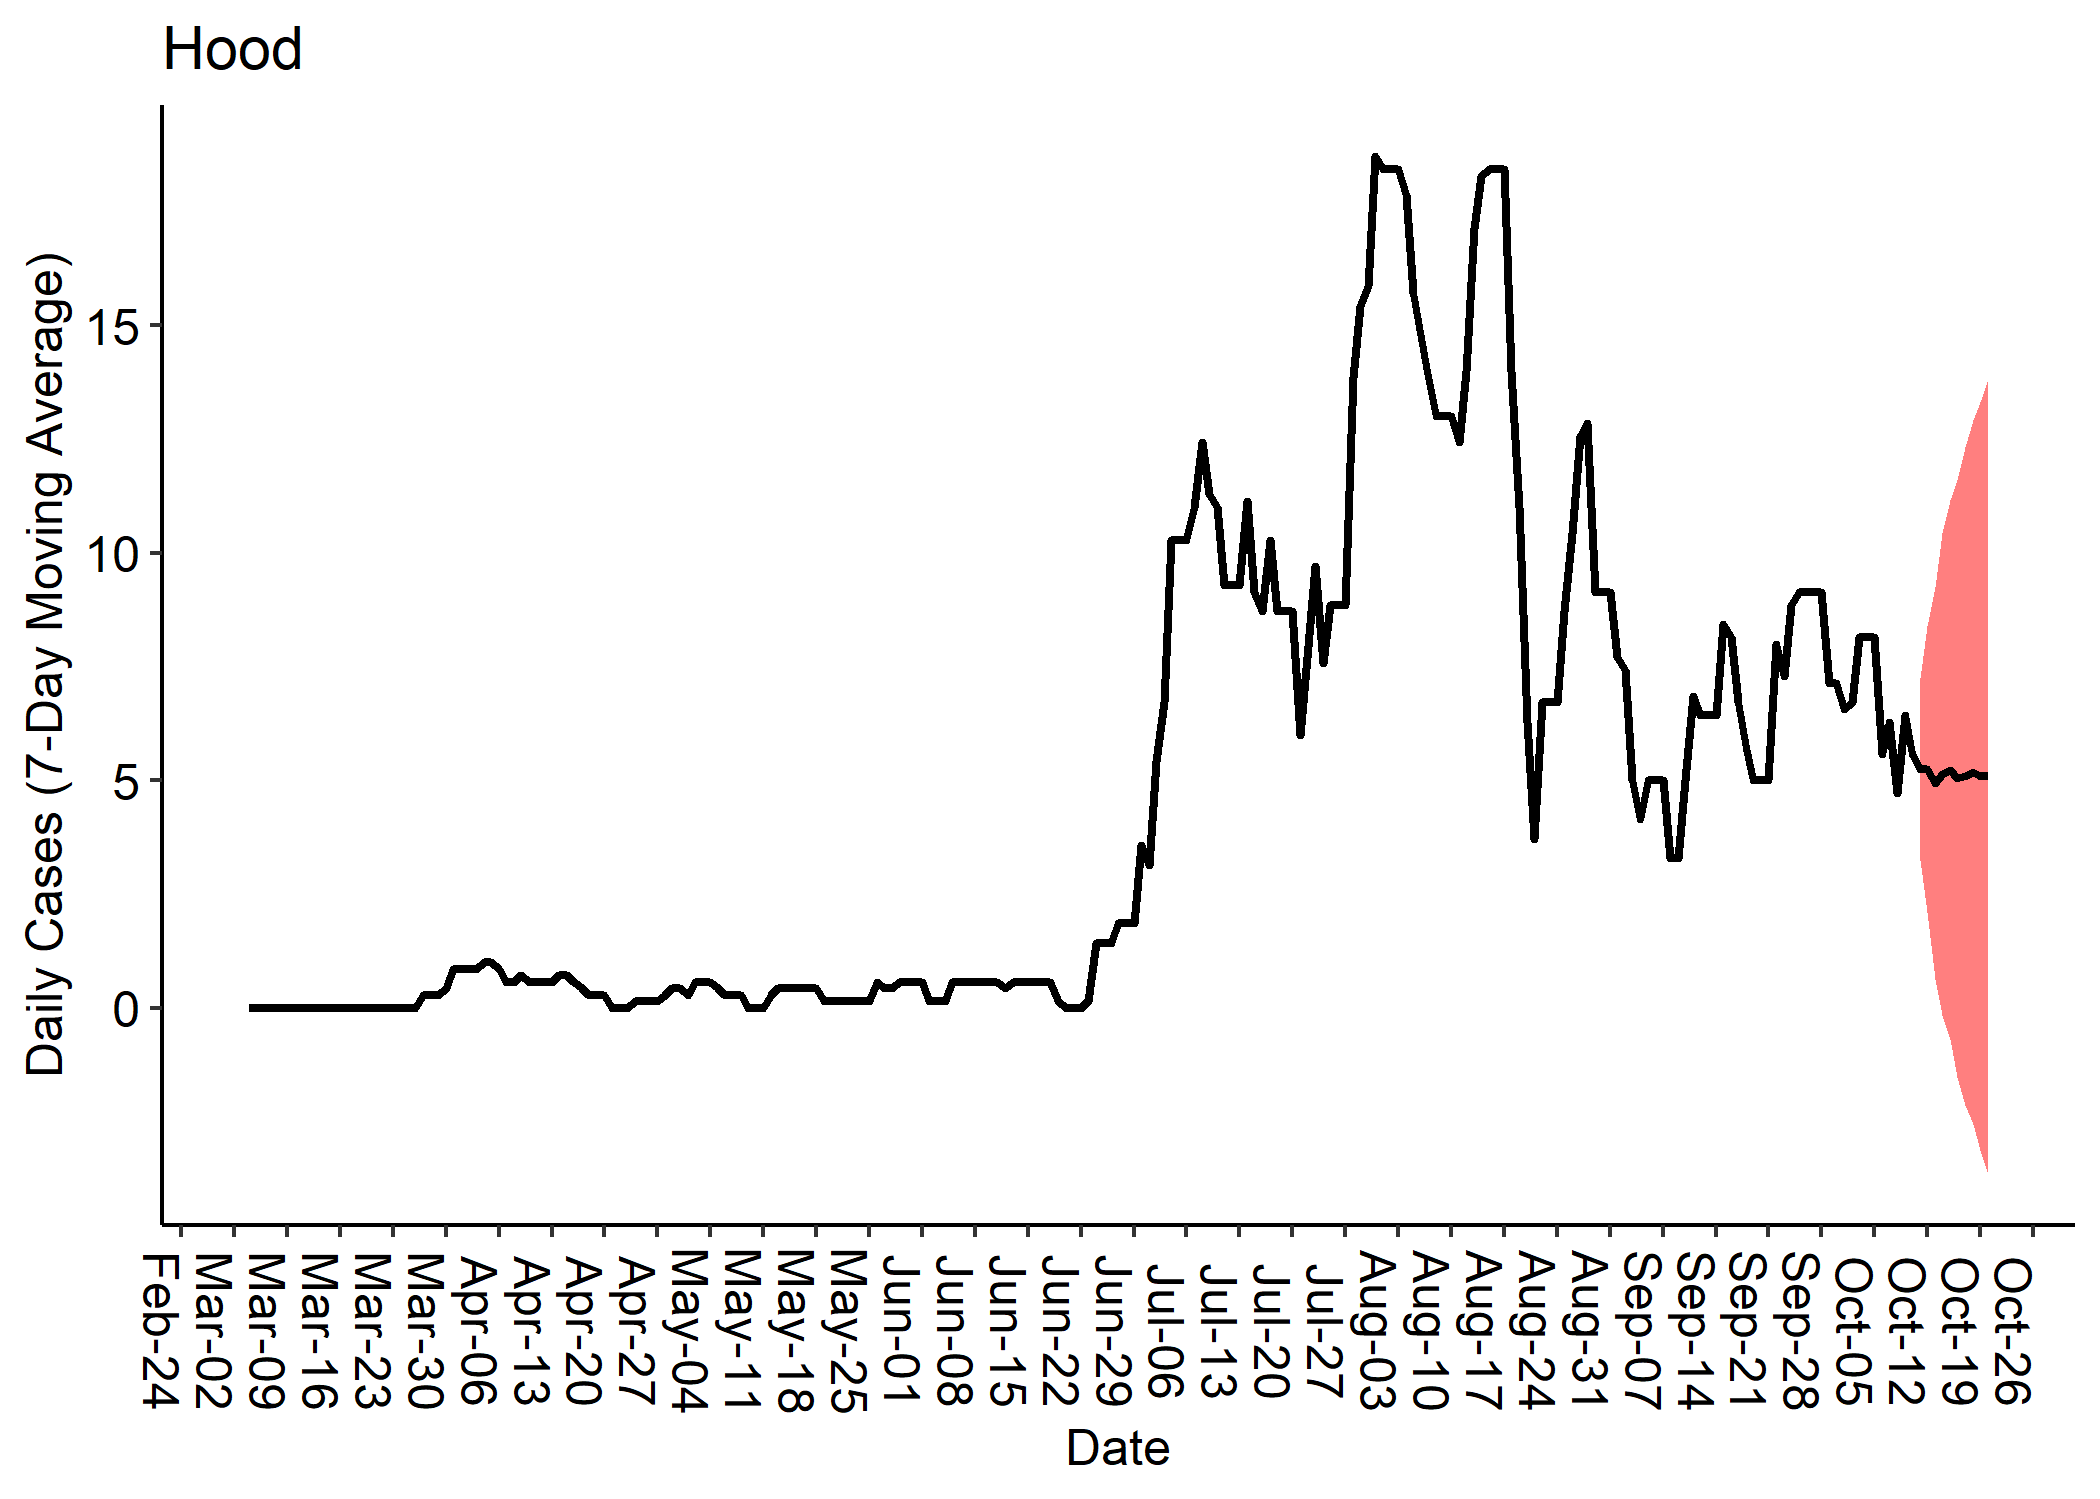 Hood
Daily Cases (7-Day Moving Average)
15
10
5
0
Feb-24
Mar-02
Mar-09
Mar-16
Mar-23
Mar-30
Apr-06
Apr-13
Apr-20
Apr-27
May-04
May-11
May-18
May-25
Jun-01
Jun-08
Jun-15
Jun-22
Jun-29
Jul-06
Jul-13
Jul-20
Jul-27
Aug-03
Aug-10
Aug-17
Aug-24
Aug-31
Sep-07
Sep-14
Sep-21
Sep-28
Oct-05
Oct-12
Oct-19
Oct-26
Date